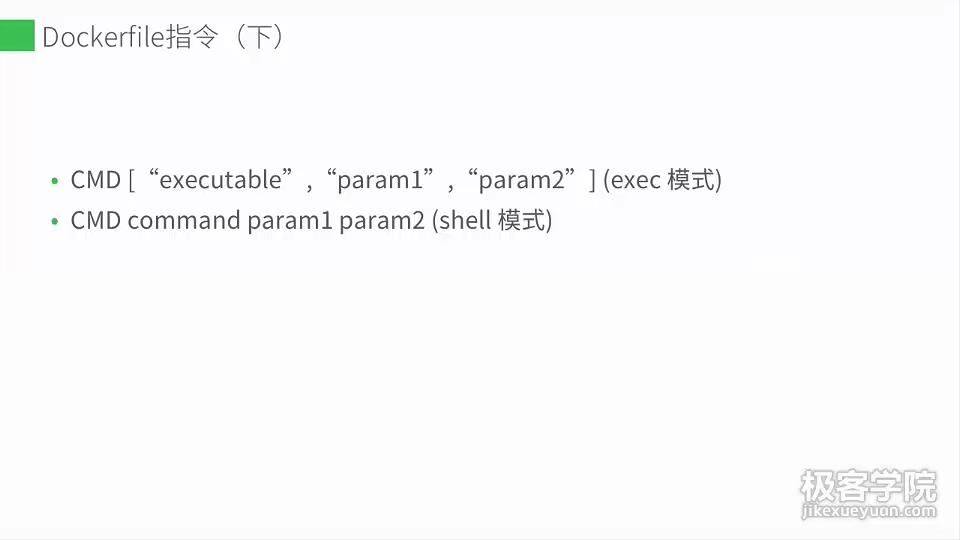 Dockerfile指令（下）
• CMD [“executable”,“param1”,“param2”] (exec 模式)
• CMD command param1 param2 (shell 模式)
极客学院
jikexueyuan.com